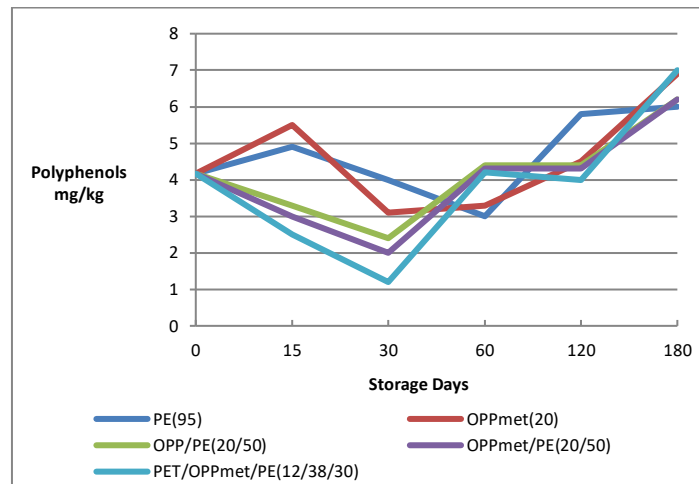 8
7
6
5
4
3
2
1
0
Polyphenols
mg/kg
0 15 30 60 120 180
Storage Days
PE(95) OPPmet(20)
OPP/PE(20/50) OPPmet/PE(20/50)
PET/OPPmet/PE(12/38/30)